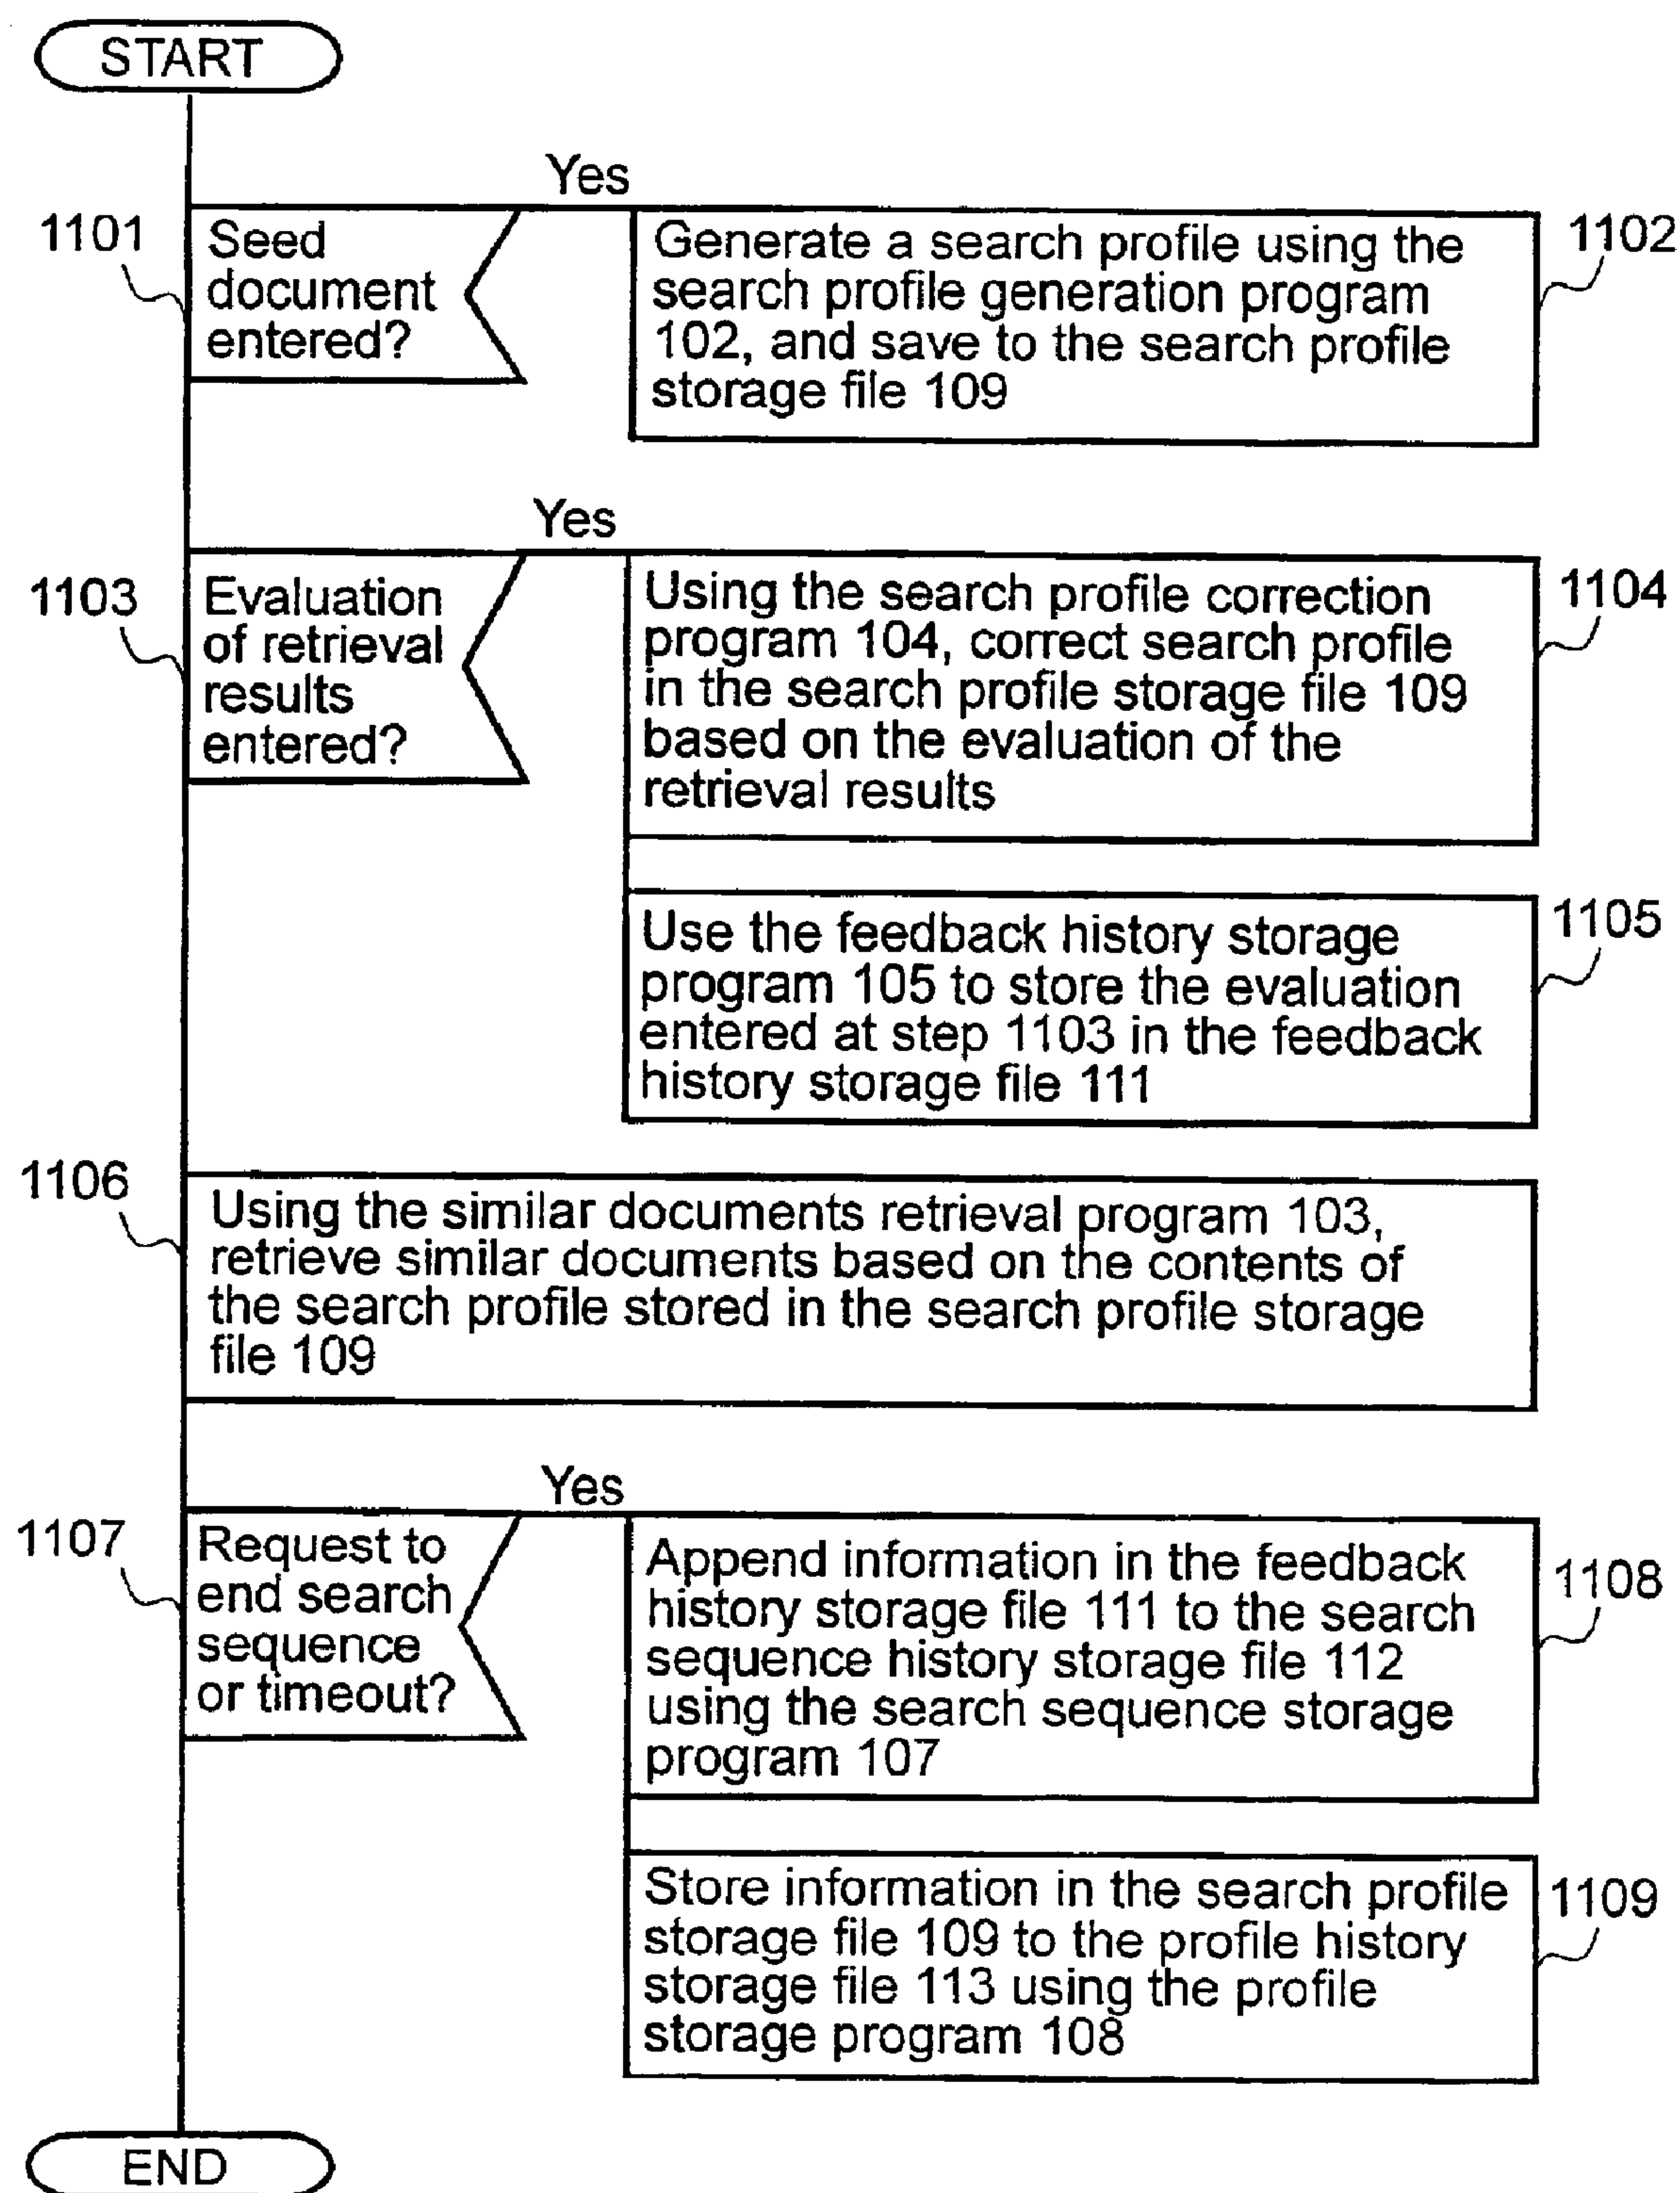 START
Yes
1101
Seed
document
entered?
Generate a search profile using the
search profile generation program
102, and save to the search profile
storage file 109
1102
Yes
1103
Evaluation
of retrieval
results
entered?
Using the search profile correction
program 104, correct search profile
in the search profile storage file 109
based on the evaluation of the
retrieval results
1104
Use the feedback history storage
program 105 to store the evaluation
entered at step 1103 in the feedback
history storage file 111
1105
1106
Using the similar documents retrieval program 103,
retrieve similar documents based on the contents of
the search profile stored in the search profile storage
file 109
Yes
1107
Request to
end search
sequence
or timeout?
Append information in the feedback
history storage file 111 to the search
sequence history storage file 112
using the search sequence storage
program 107
1108
Store information in the search profile
storage file 109 to the profile history
storage file 113 using the profile
storage program 108
1109
END